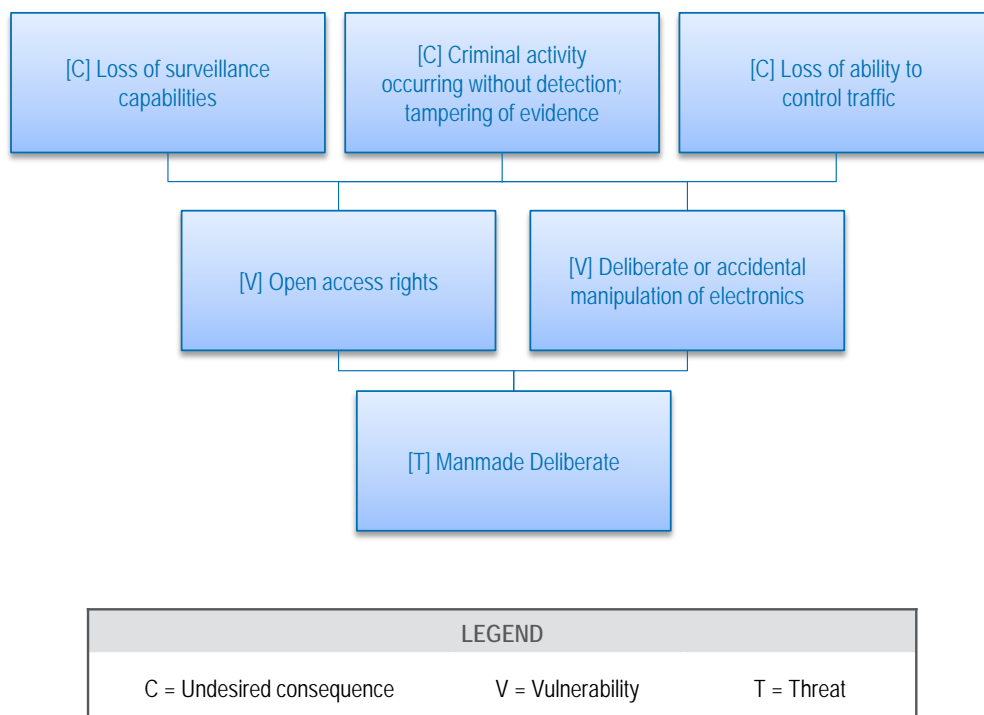 [C] Loss of surveillance
capabilities
[C] Criminal activity
occurring without detection;
tampering of evidence
[C] Loss of ability to
control traffic
[V] Open access rights
[V] Deliberate or accidental
manipulation of electronics
[T] Manmade Deliberate
LEGEND
C = Undesired consequence V = Vulnerability T = Threat